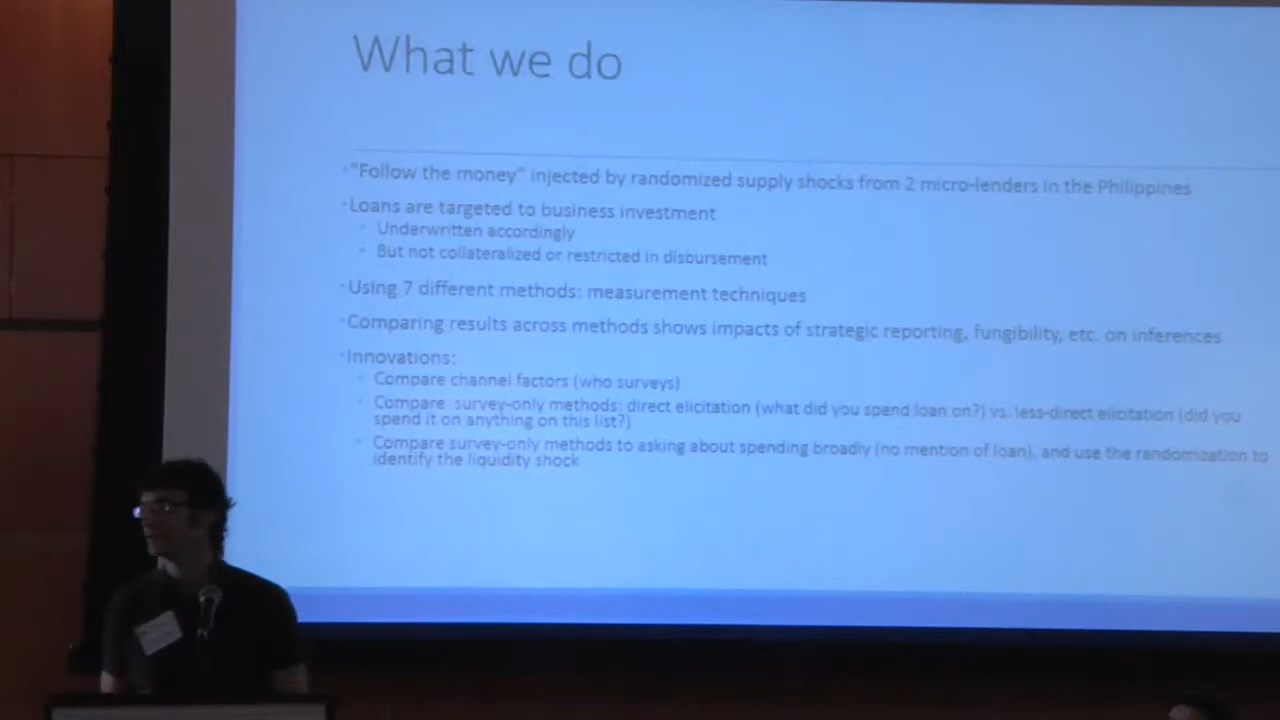 What we do
"Follow the money" injected by randomized supply shocks from 2 micro-lenders in the Philippines
Loans are targeted to business investment
Underwritten accordingly
But not collateralized or restricted in disbursement
Using 7 different methods: measurement techniques
Comparing results across methods shows impacts of strategic reporting, fungibility, etc. on inferences
Innovations:
Compare channel factors (who surveys)
Compare survey-only methods: direct elicitation (what did you spend loan on?) vs. less-direct elicitation (did you
spend it on anything on this list?)
Compare survey-only methods to asking about spending broadly (no mention of loan), and use the randomization to
identify the liquidity shock